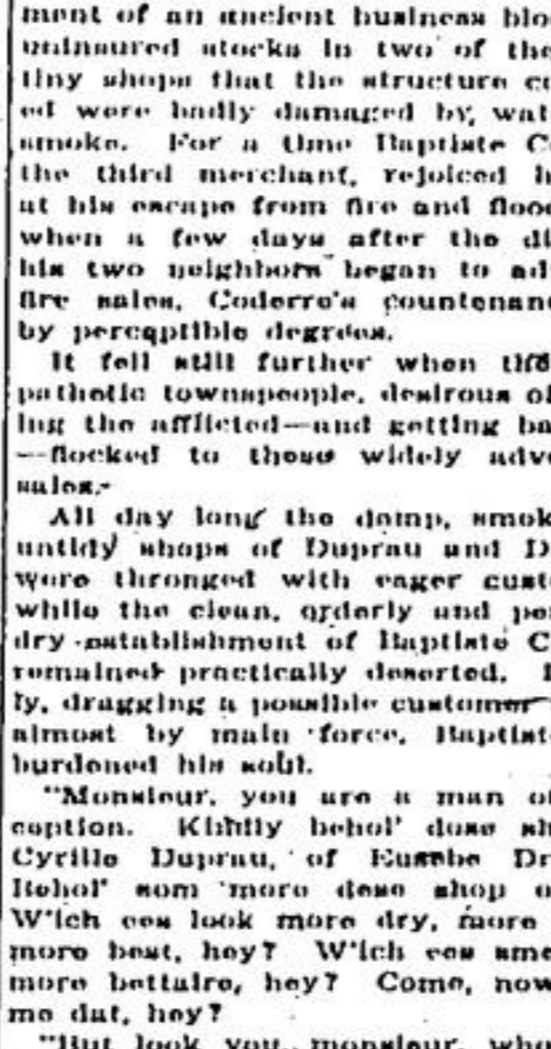 ment of an ancient business blo
uninsured stocks in two of the
tiny shops that the structure c
ed were badly damaged by wat
smoke. For a time Baptiste C
the third merchant, rejoiced h
at his escape from fire and floo
when a few days after the di
his two neighbors began to ad
fire sales, Coderre's countenan
by perceptible degrees.
It fell still further when the
pathetic townspeople, desirous of
ing the afflicted—and getting ba
—flocked to those widely adve
sales.
All day long the damp, smok
untidy shops of Duprau and D
were thronged with eager cust
while the clean, orderly and pe
dry establishment of Baptiste C
remained practically deserted.
ly, dragging a possible customer
almost by main force, Baptist
burdened his soul.
"Monsieur, you are a man of
ception. Kindly behol' dose sh
Cyrille Duprau, of Eusebe Dr
Behol' som more dese shop o
W'ich ees look more dry, more
more best, hey? W'ich ees sme
more bettaire, hey? Come, now
me dat, hey?
"But look you, monsieur, who